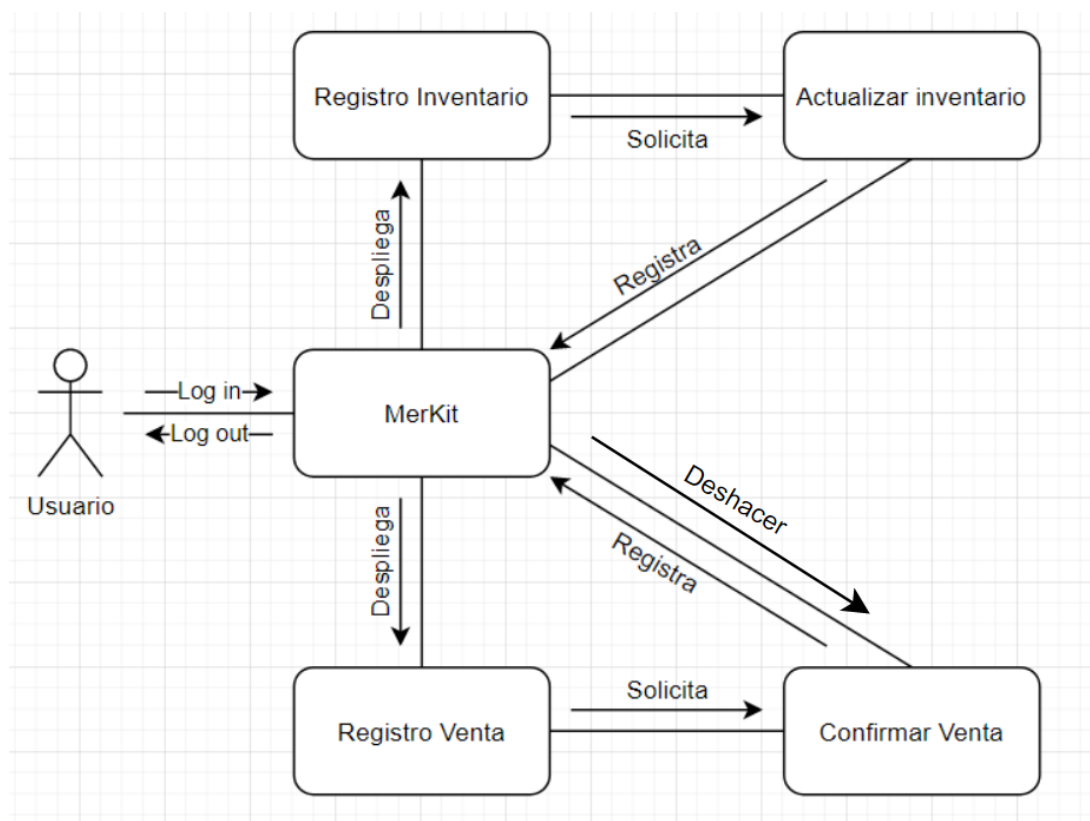 Registro Inventario
Actualizar inventario
Solicita
Despliega
Registra
Log in
MerKit
Log out
Usuario
Deshacer
Despliega
Registra
Solicita
Registro Venta
Confirmar Venta